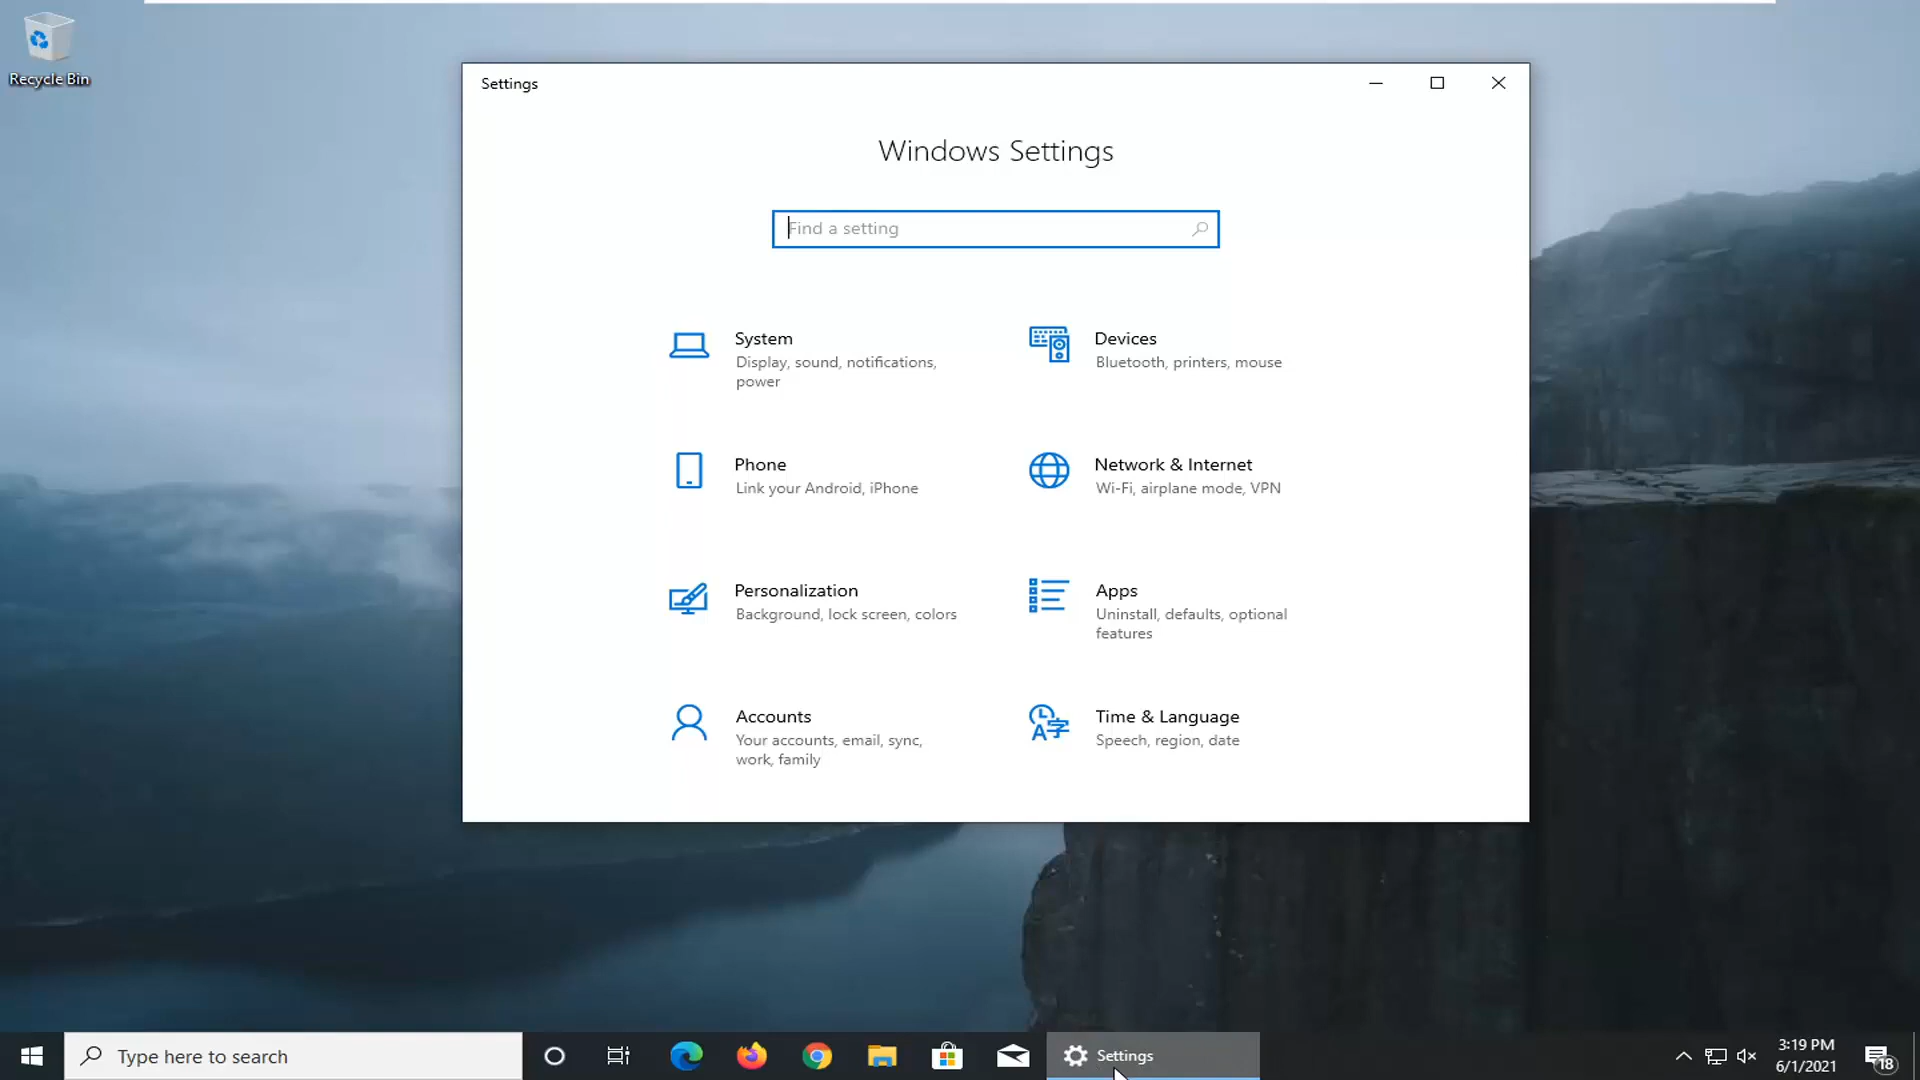 Recycle Bin
Settings
Windows Settings
Find a setting
System
Display, sound, notifications,
power
Devices
Bluetooth, printers, mouse
Phone
Link your Android, iPhone
Network & Internet
Wi-Fi, airplane mode, VPN
Personalization
Background, lock screen, colors
Apps
Uninstall, defaults, optional
features
Accounts
Your accounts, email, sync,
work, family
Time & Language
Speech, region, date
Type here to search
Settings
3:19 PM
6/1/2021
18